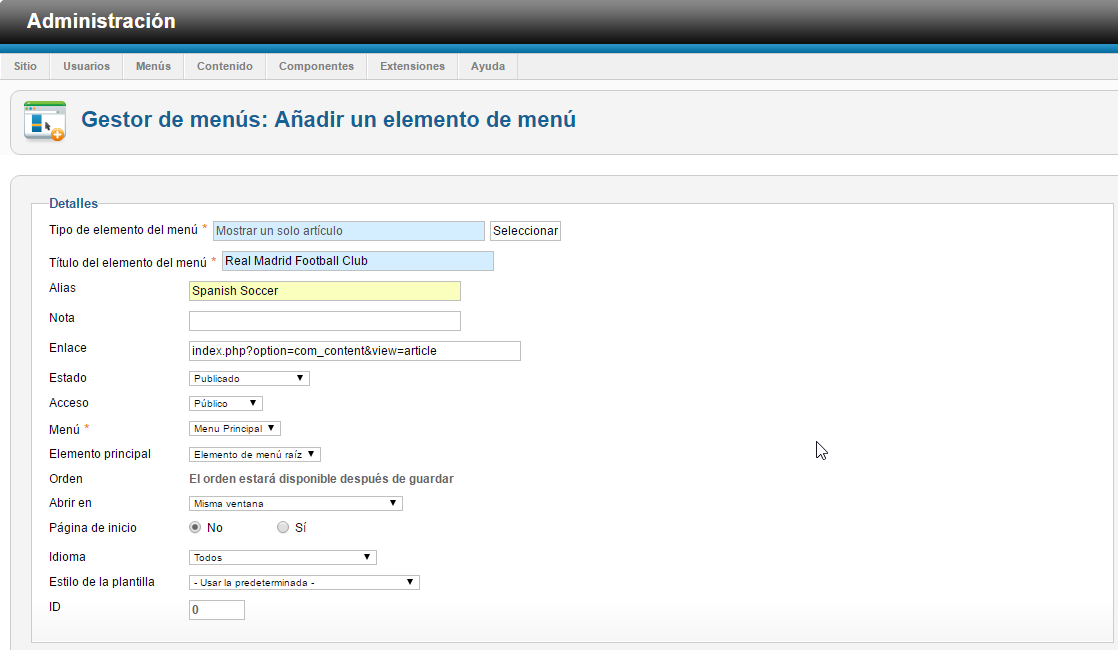 Administración
Sitio Usuarios Menús Contenido Componentes Extensiones Ayuda
Gestor de menús: Añadir un elemento de menú
Detalles
Tipo de elemento del menú * Mostrar un solo artículo Seleccionar
Título del elemento del menú * Real Madrid Football Club
Alias Spanish Soccer
Nota
Enlace index.php?option=com_content&view=article
Estado Publicado
Acceso Público
Menú * Menu Principal
Elemento principal Elemento de menú raíz
Orden El orden estará disponible después de guardar
Abrir en Misma ventana
Página de inicio No Sí
Idioma Todos
Estilo de la plantilla - Usar la predeterminada -
ID 0